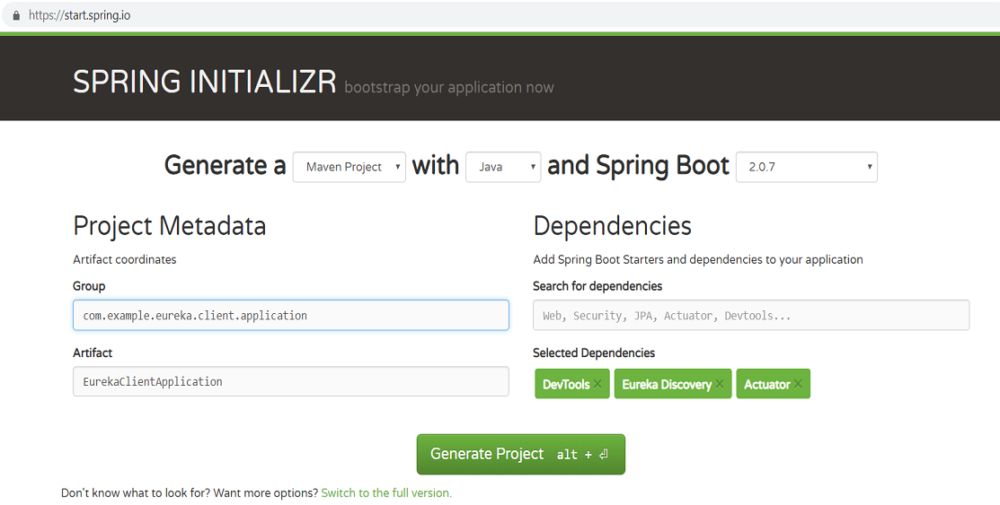 https://start.spring.io
SPRING INITIALIZR bootstrap your application now
Generate a Maven Project with Java and Spring Boot 2.0.7
Project Metadata
Artifact coordinates
Group
com.example.eureka.client.application
Artifact
EurekaClientApplication
Dependencies
Add Spring Boot Starters and dependencies to your application
Search for dependencies
Web, Security, JPA, Actuator, Devtools...
Selected Dependencies
DevTools × Eureka Discovery × Actuator ×
Generate Project alt + ⏎
Don't know what to look for? Want more options? Switch to the full version.